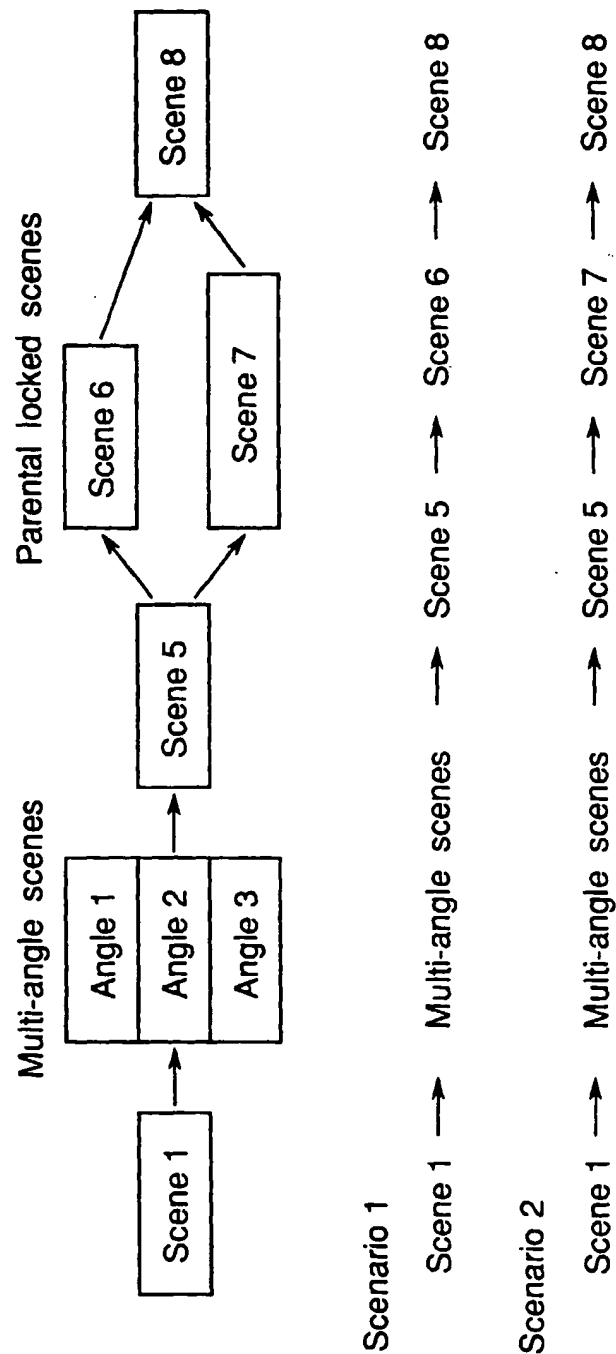 Multi-angle scenes
Parental locked scenes
Scene 1
Angle 1
Angle 2
Angle 3
Scene 5
Scene 6
Scene 7
Scene 8
Scenario 1
Scene 1 → Multi-angle scenes → Scene 5 → Scene 6 → Scene 8
Scenario 2
Scene 1 → Multi-angle scenes → Scene 5 → Scene 7 → Scene 8